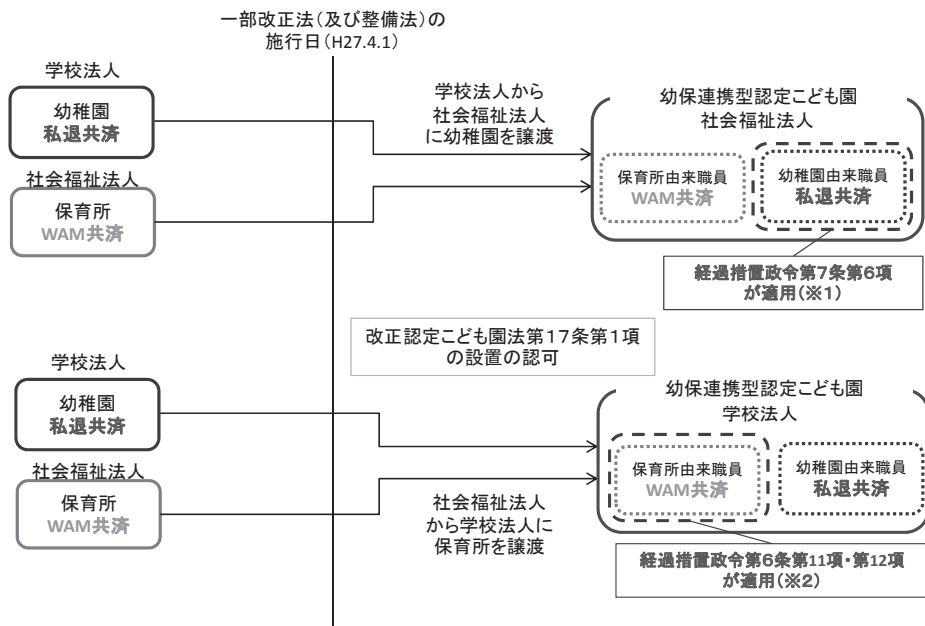 一部改正法(及び整備法)の
施行日(H27.4.1)
学校法人
幼稚園
私退共済
社会福祉法人
保育所
WAM共済
学校法人から
社会福祉法人
に幼稚園を譲渡
幼保連携型認定こども園
社会福祉法人
保育所由来職員
WAM共済
幼稚園由来職員
私退共済
経過措置政令第7条第6項
が適用(※1)
改正認定こども園法第17条第1項
の設置の認可
学校法人
幼稚園
私退共済
社会福祉法人
保育所
WAM共済
社会福祉法人
から学校法人に
保育所を譲渡
幼保連携型認定こども園
学校法人
保育所由来職員
WAM共済
幼稚園由来職員
私退共済
経過措置政令第6条第11項・第12項
が適用(※2)